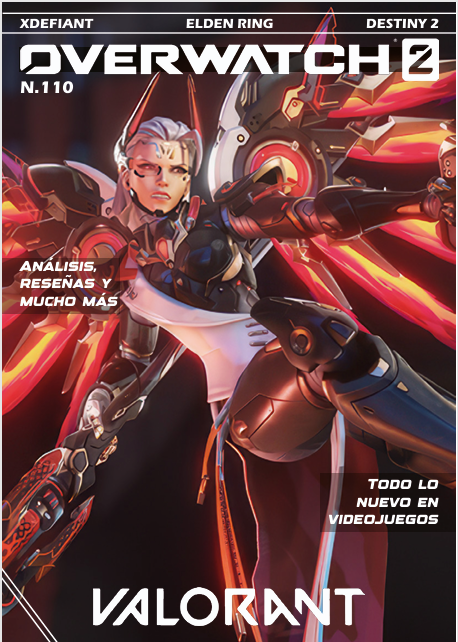 XDEFIANT ELDEN RING DESTINY 2
OVERWATCH 2
N.110
ANÁLISIS,
RESEÑAS Y
MUCHO MÁS
TODO LO
NUEVO EN
VIDEOJUEGOS
VALORANT